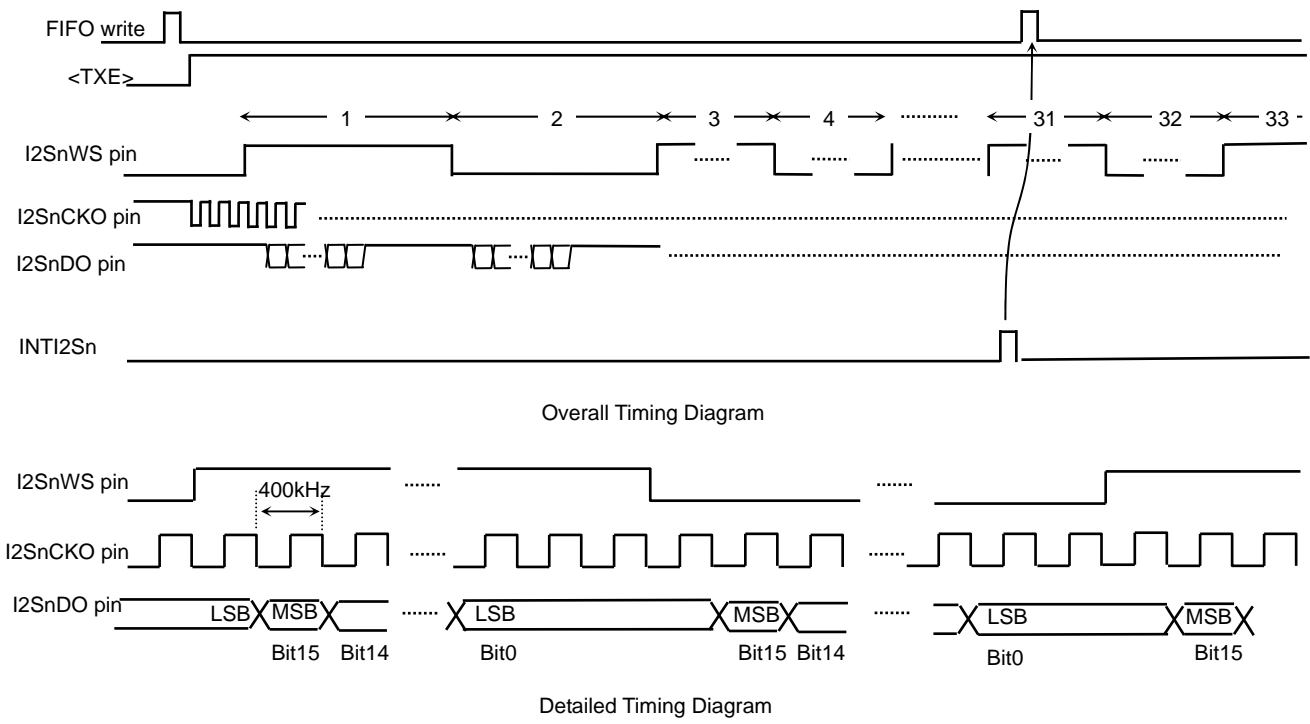 FIFO write
<TXE>
1 2 3 4 31 32 33
I2SnWS pin
I2SnCKO pin
I2SnDO pin
INTI2Sn
Overall Timing Diagram
I2SnWS pin
400kHz
I2SnCKO pin
I2SnDO pin
LSB MSB LSB MSB LSB MSB
Bit15 Bit14 Bit0 Bit15 Bit14 Bit0 Bit15
Detailed Timing Diagram